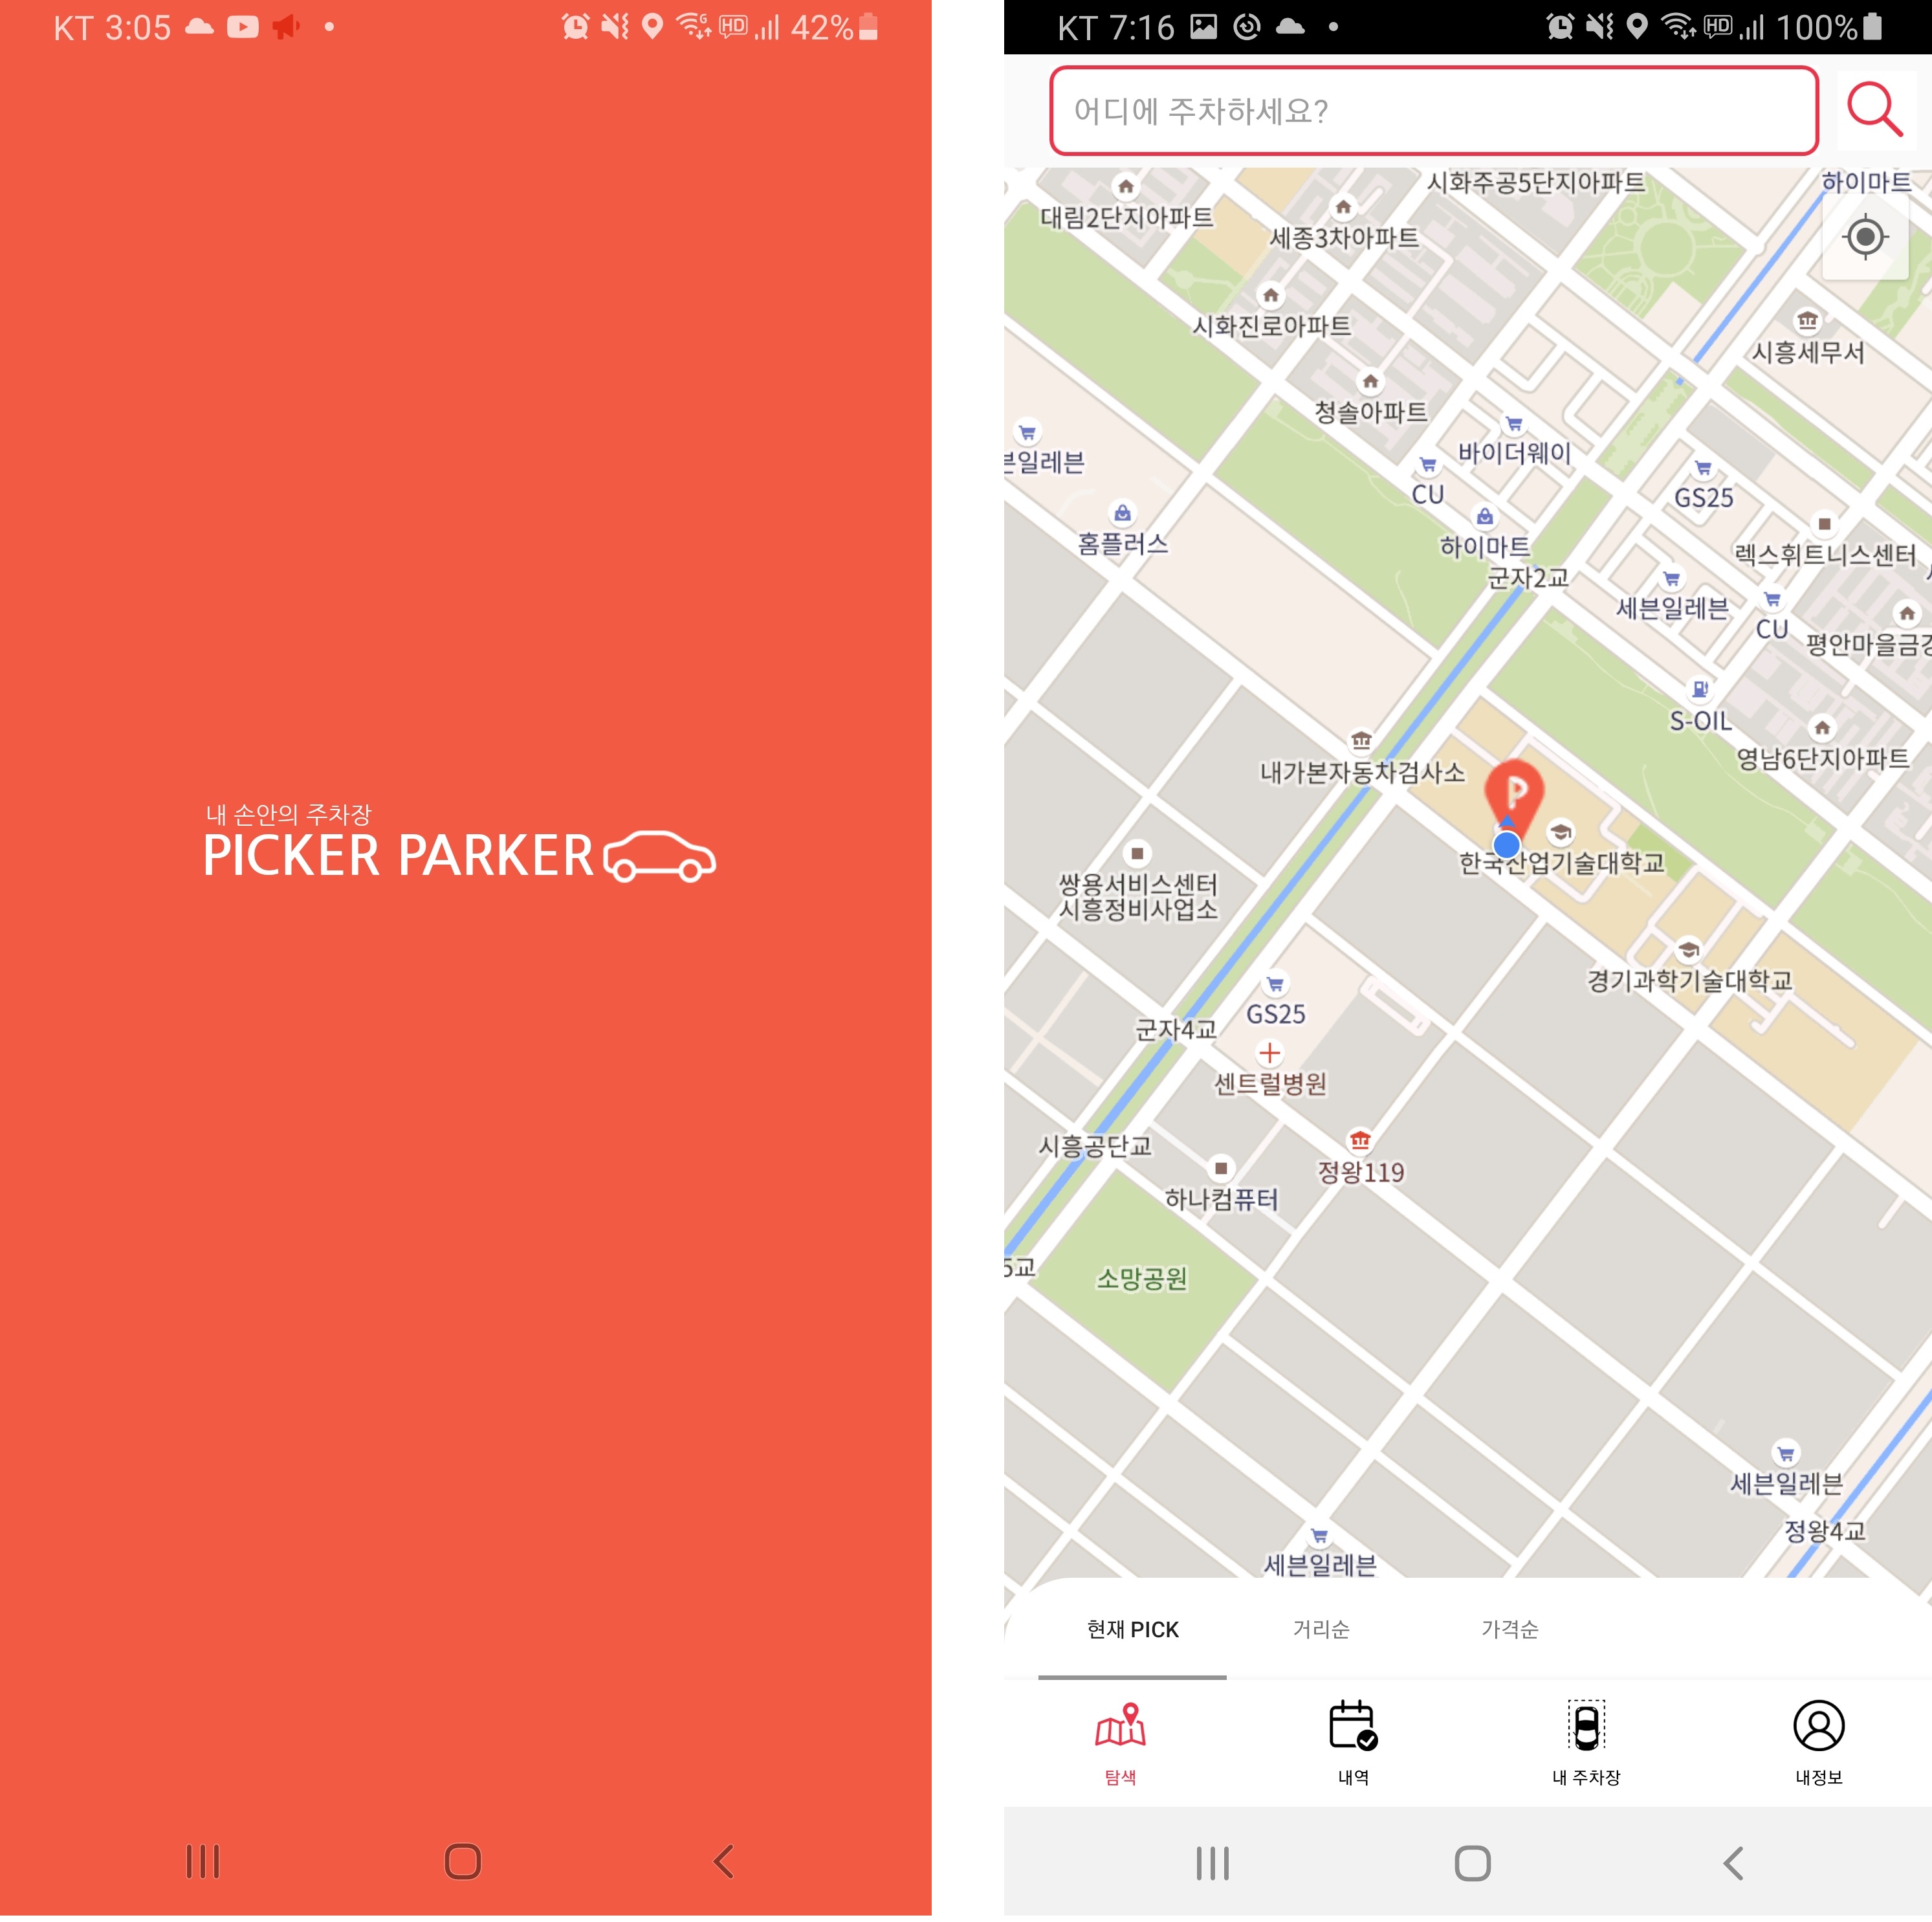 KT 3:05
42%
내 손안의 주차장
PICKER PARKER
KT 7:16
100%
어디에 주차하세요?
시화주공5단지아파트
하이마트
대림2단지아파트
세종3차아파트
시화진로아파트
시흥세무서
청솔아파트
바이더웨이
븐일레븐
CU
GS25
홈플러스
하이마트
렉스휘트니스센터
군자2교
세븐일레븐
CU
평안마을금강
S-OIL
영남6단지아파트
내가본자동차검사소
P
한국산업기술대학교
쌍용서비스센터
시흥정비사업소
경기과학기술대학교
GS25
군자4교
센트럴병원
시흥공단교
정왕119
하나컴퓨터
5교
소망공원
세븐일레븐
정왕4교
세븐일레븐
현재 PICK
거리순
가격순
탐색
내역
내 주차장
내정보